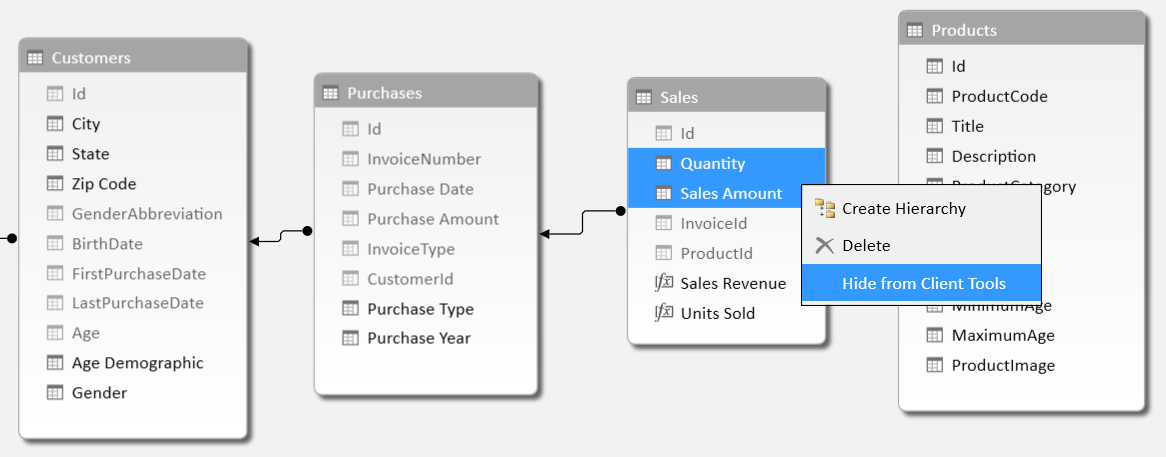 Customers
Id
City
State
Zip Code
GenderAbbreviation
BirthDate
FirstPurchaseDate
LastPurchaseDate
Age
Age Demographic
Gender
Purchases
Id
InvoiceNumber
Purchase Date
Purchase Amount
InvoiceType
CustomerId
Purchase Type
Purchase Year
Sales
Id
Quantity
Sales Amount
InvoiceId
ProductId
Sales Revenue
Units Sold
Create Hierarchy
Delete
Hide from Client Tools
Products
Id
ProductCode
Title
Description
ProductCategory
MinimumAge
MaximumAge
ProductImage